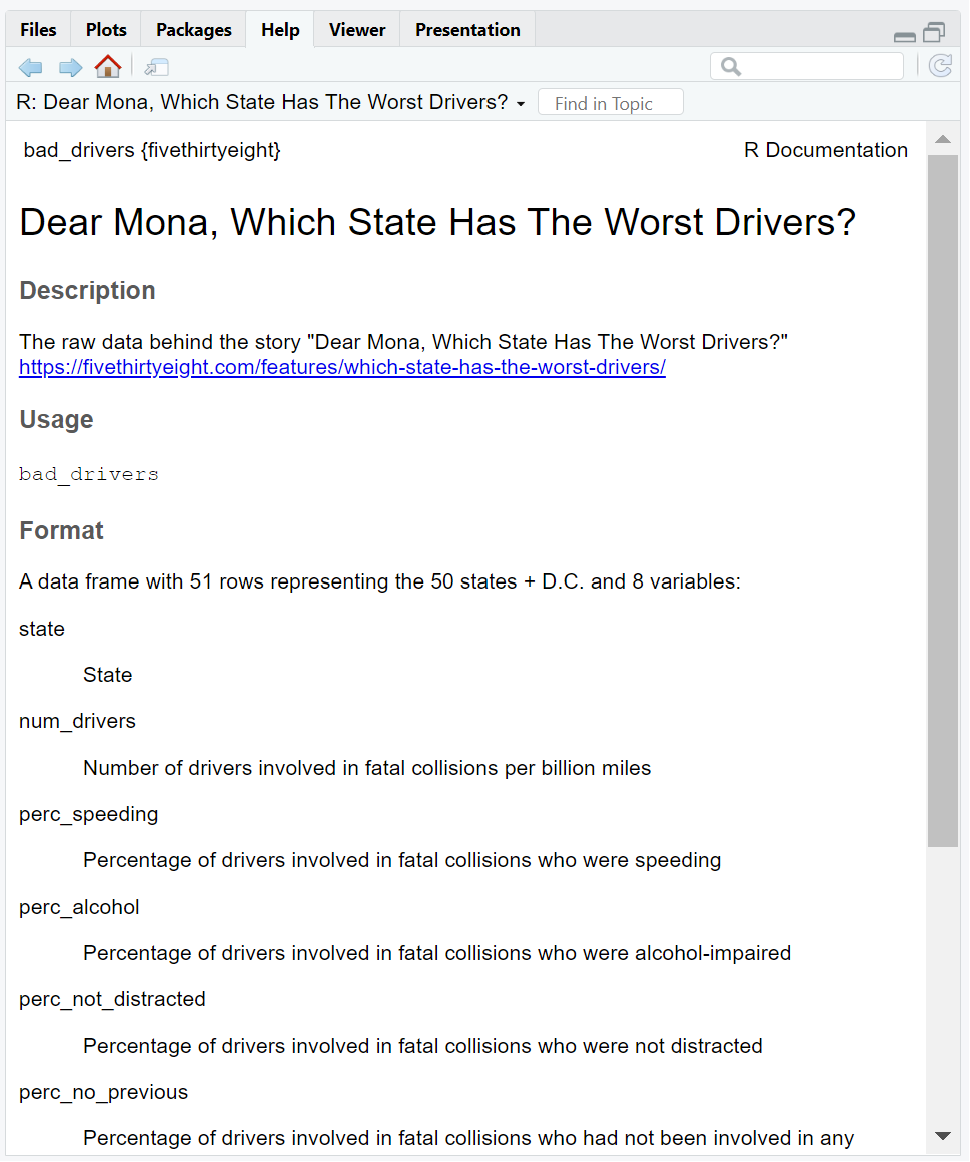 Files Plots Packages Help Viewer Presentation
R: Dear Mona, Which State Has The Worst Drivers? Find in Topic
bad_drivers {fivethirtyeight} R Documentation
Dear Mona, Which State Has The Worst Drivers?
Description
The raw data behind the story "Dear Mona, Which State Has The Worst Drivers?"
https://fivethirtyeight.com/features/which-state-has-the-worst-drivers/
Usage
bad_drivers
Format
A data frame with 51 rows representing the 50 states + D.C. and 8 variables:
state
State
num_drivers
Number of drivers involved in fatal collisions per billion miles
perc_speeding
Percentage of drivers involved in fatal collisions who were speeding
perc_alcohol
Percentage of drivers involved in fatal collisions who were alcohol-impaired
perc_not_distracted
Percentage of drivers involved in fatal collisions who were not distracted
perc_no_previous
Percentage of drivers involved in fatal collisions who had not been involved in any